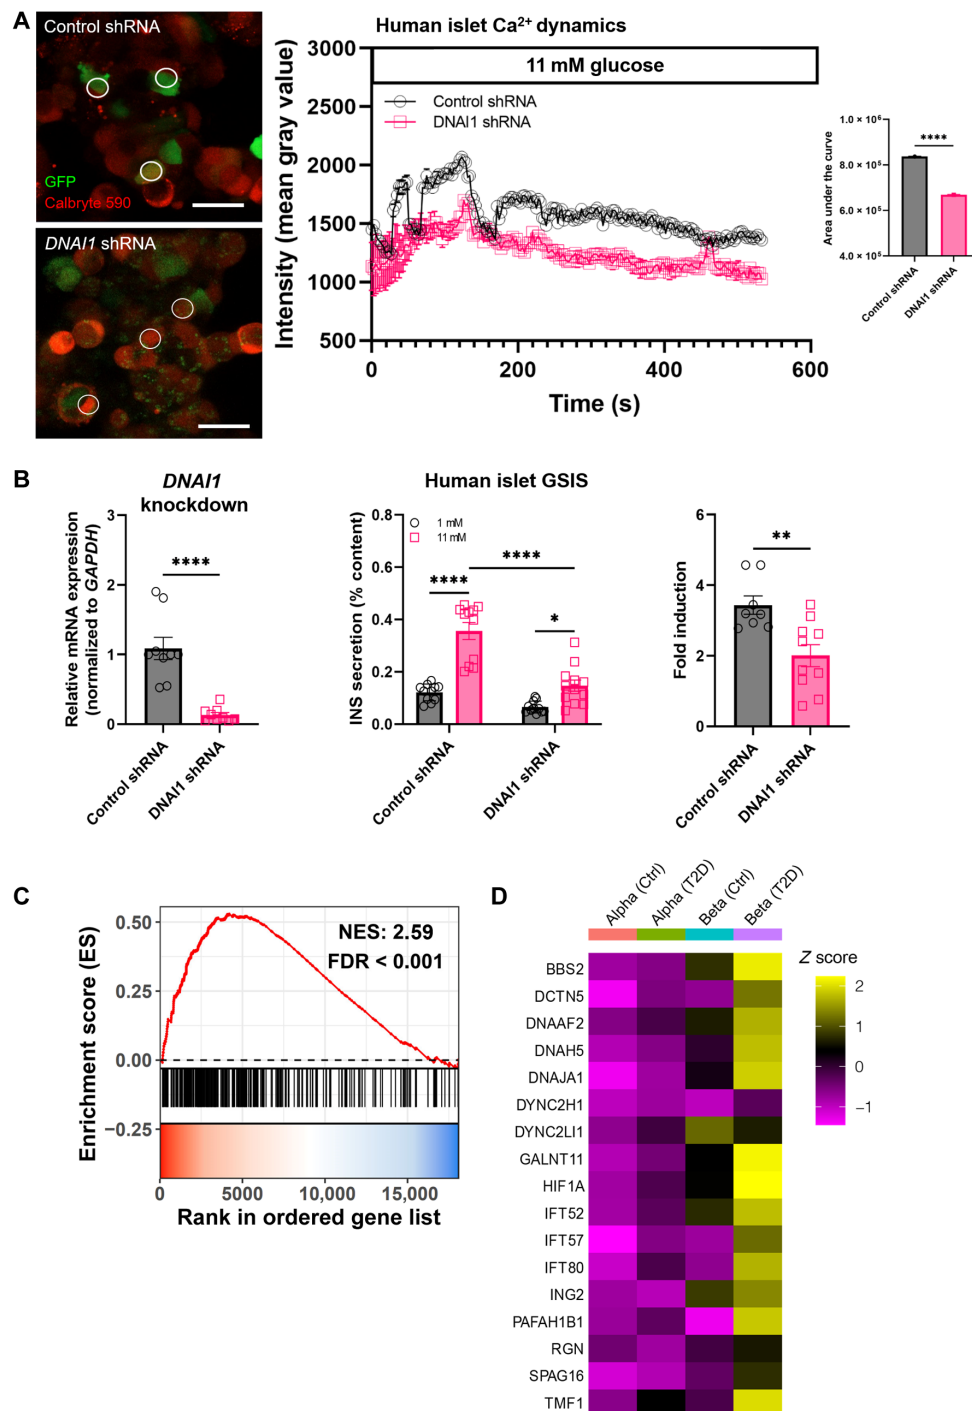 A
Control shRNA
GFP
Calbryte 590
DNAI1 shRNA
Human islet Ca²⁺ dynamics
11 mM glucose
Control shRNA
DNAI1 shRNA
Intensity (mean gray value)
3000
2500
2000
1500
1000
500
0
200
400
600
Time (s)
Area under the curve
1.0 × 10⁶
8.0 × 10⁵
6.0 × 10⁵
4.0 × 10⁵
****
Control shRNA
DNAI1 shRNA
B
DNAI1
knockdown
Relative mRNA expression
(normalized to GAPDH)
3
2
1
0
****
Control shRNA
DNAI1 shRNA
Human islet GSIS
INS secretion (% content)
0.8
0.6
0.4
0.2
0.0
1 mM
11 mM
****
****
*
Control shRNA
DNAI1 shRNA
Fold induction
6
4
2
0
**
Control shRNA
DNAI1 shRNA
C
Enrichment score (ES)
0.50
0.25
0.00
−0.25
NES: 2.59
FDR < 0.001
0
5000
10,000
15,000
Rank in ordered gene list
D
Alpha (Ctrl)
Alpha (T2D)
Beta (Ctrl)
Beta (T2D)
BBS2
DCTN5
DNAAF2
DNAH5
DNAJA1
DYNC2H1
DYNC2LI1
GALNT11
HIF1A
IFT52
IFT57
IFT80
ING2
PAFAH1B1
RGN
SPAG16
TMF1
Z score
2
1
0
−1